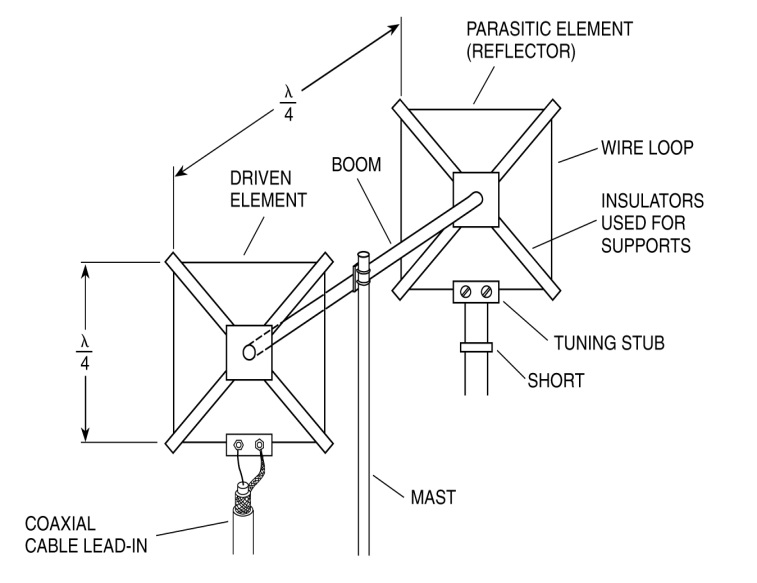 PARASITIC ELEMENT
(REFLECTOR)
λ
4
WIRE LOOP
BOOM
DRIVEN
ELEMENT
INSULATORS
USED FOR
SUPPORTS
λ
4
TUNING STUB
SHORT
MAST
COAXIAL
CABLE LEAD-IN